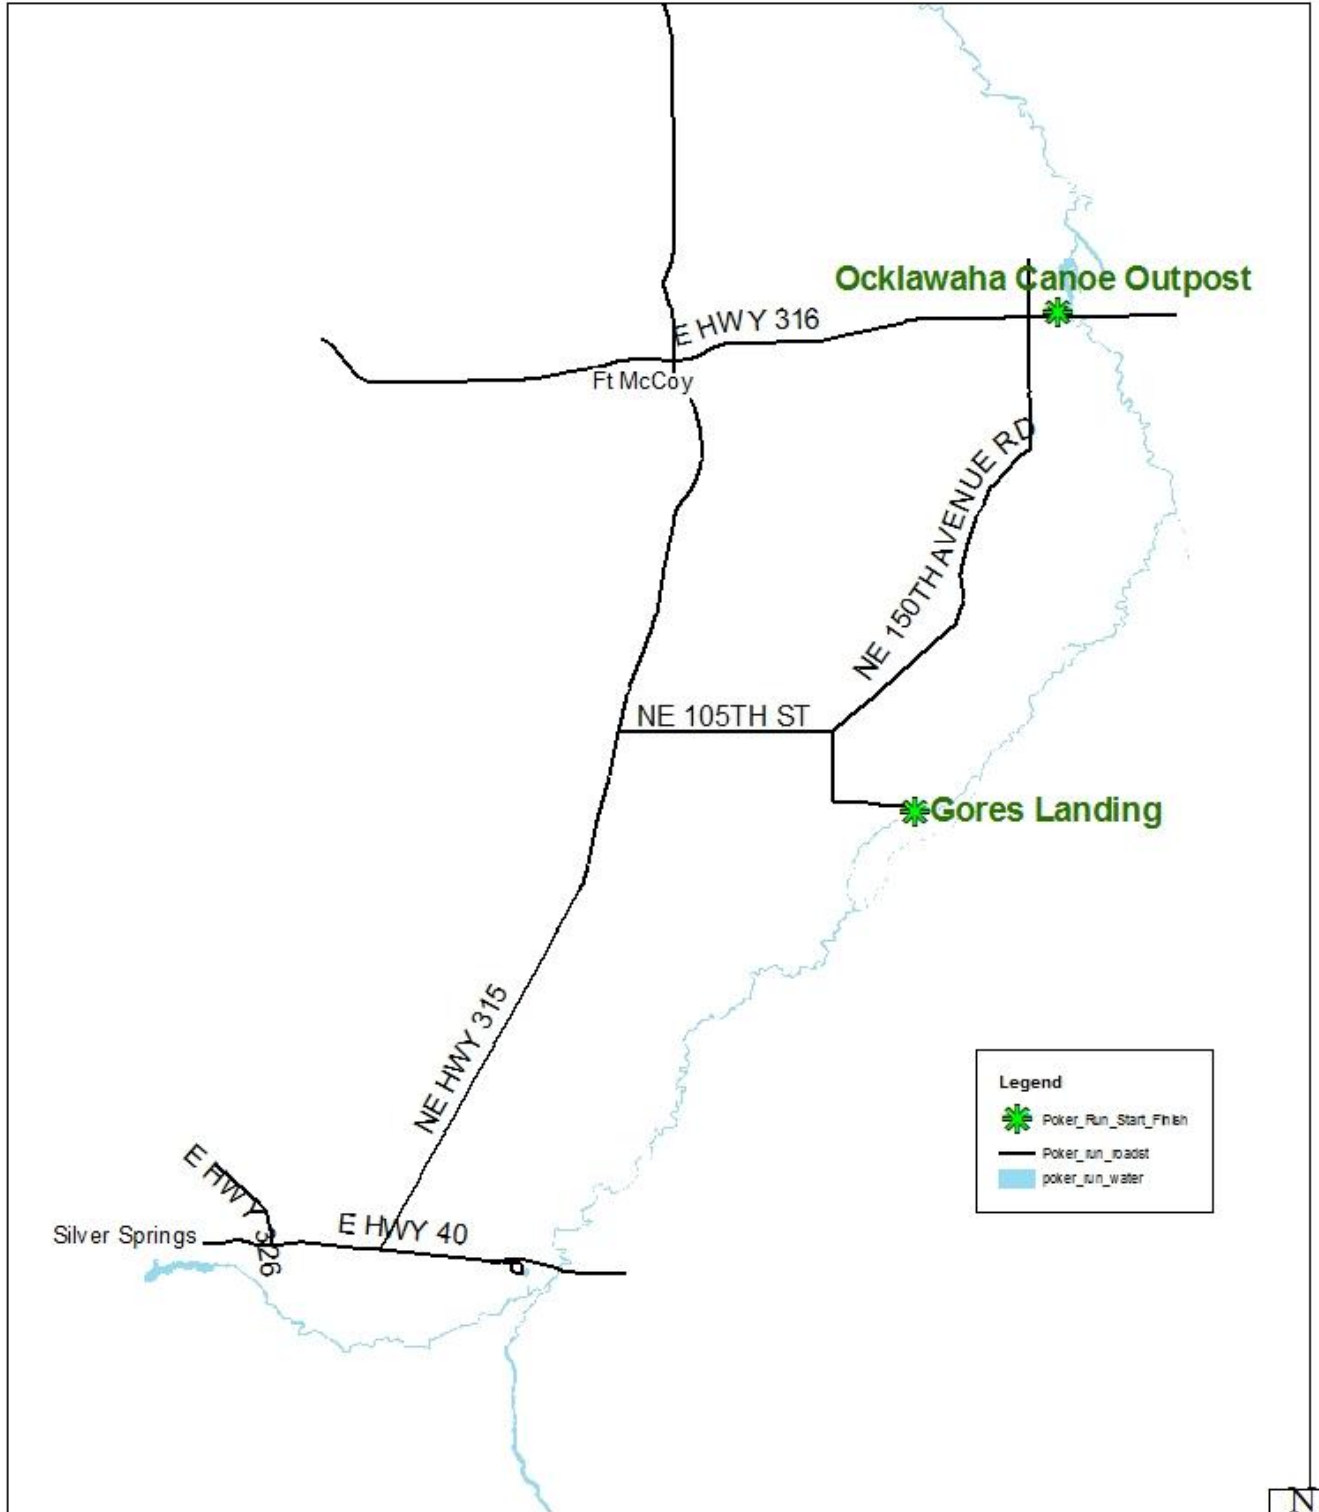 Ocklawaha Canoe Outpost
E HWY 316
Ft McCoy
NE 150TH AVENUE RD
NE 105TH ST
Gores Landing
NE HWY 315
Legend
Poker_Run_Start_Finish
Poker_run_roadst
poker_run_water
E HWY 326
Silver Springs
E HWY 40
N